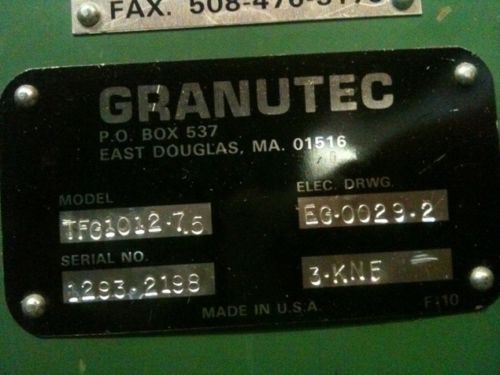 FAX. 508-476-
GRANUTEC
P.O. BOX 537
EAST DOUGLAS, MA. 01516
MODEL
TFG1012-7.5
ELEC. DRWG.
EG-0029-2
SERIAL NO.
1293-2198
3-KNF
MADE IN U.S.A.
F-10